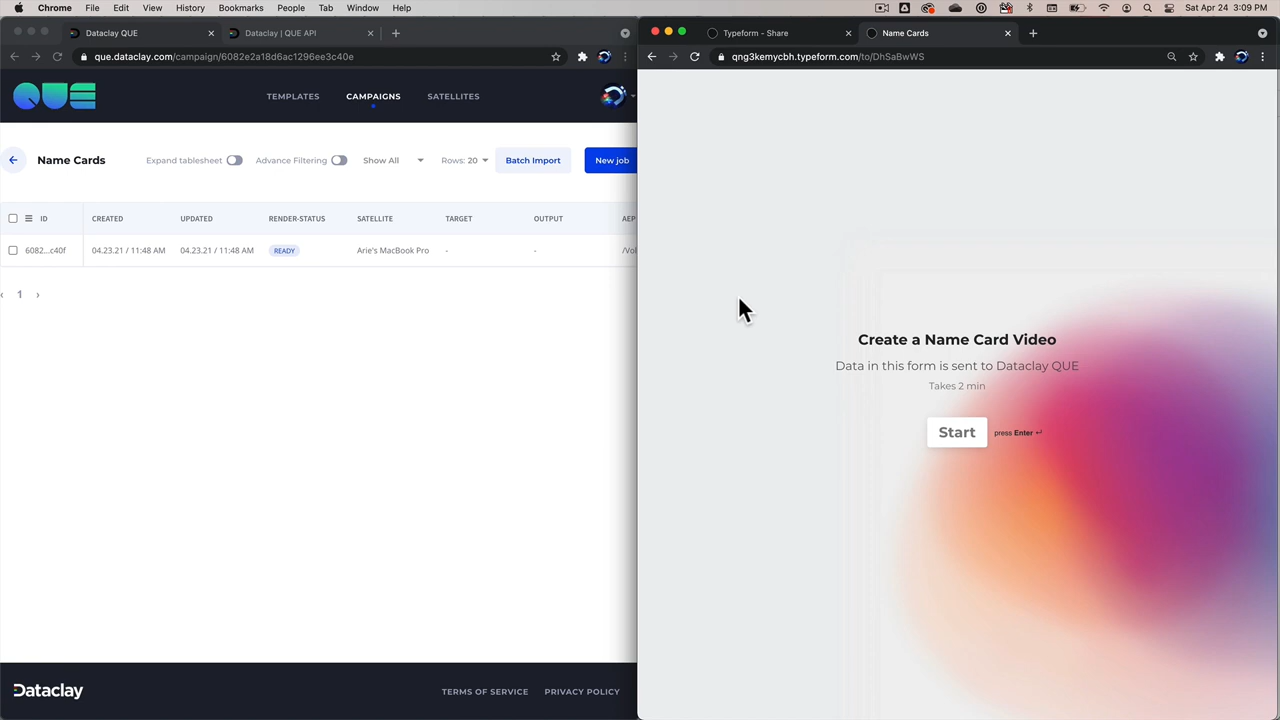 Chrome File Edit View History Bookmarks People Tab Window Help Sat Apr 24 3:09 PM
Dataclay QUE
Dataclay | QUE API
que.dataclay.com/campaign/6082e2a18d6ac1296ee3c40e
QUE
TEMPLATES CAMPAIGNS SATELLITES
Name Cards Expand tablesheet Advance Filtering Show All Rows: 20 Batch Import New job
ID CREATED UPDATED RENDER-STATUS SATELLITE TARGET OUTPUT AEP
6082...c40f 04.23.21 / 11:48 AM 04.23.21 / 11:48 AM READY Arie's MacBook Pro - - /Vol
‹ 1 ›
Dataclay TERMS OF SERVICE PRIVACY POLICY
Typeform - Share
Name Cards
qng3kemycbh.typeform.com/to/DhSaBwWS
Create a Name Card Video
Data in this form is sent to Dataclay QUE
Takes 2 min
Start press Enter ↵